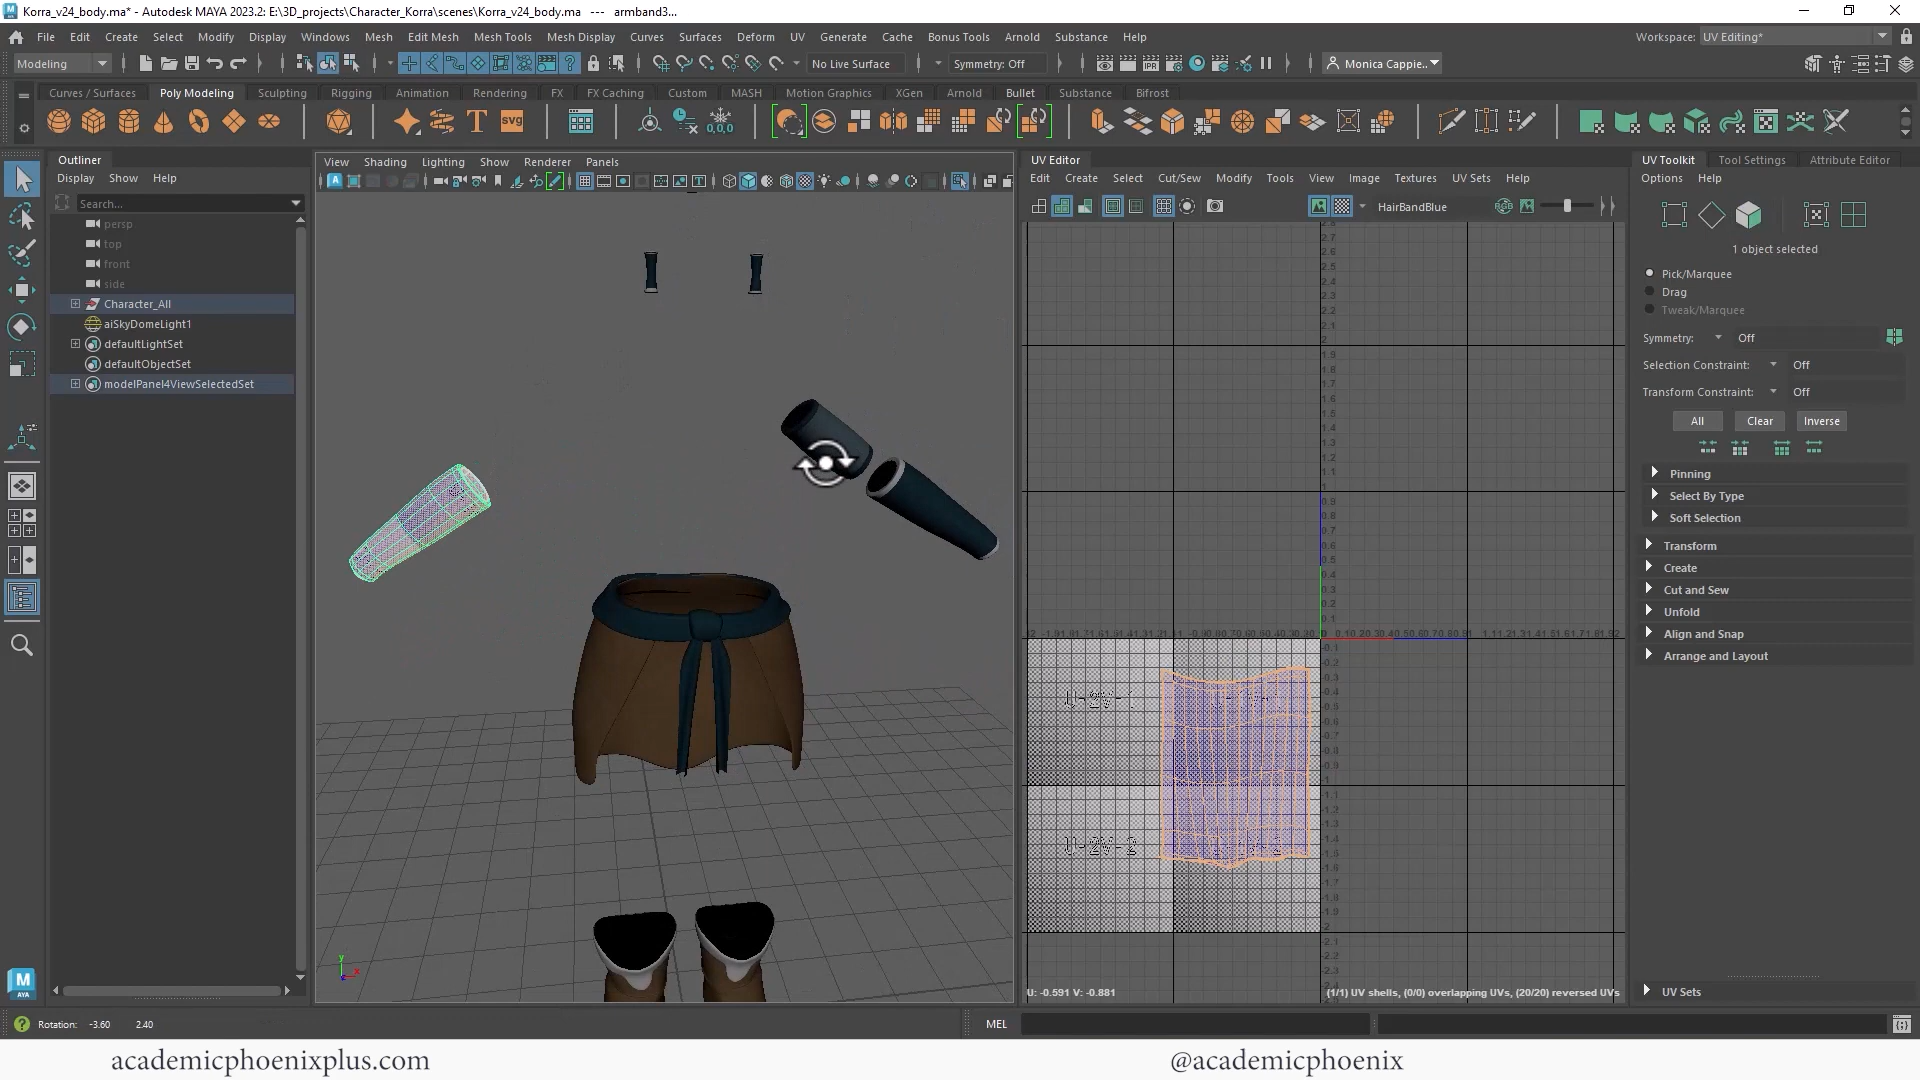 Korra_v24_body.ma* - Autodesk MAYA 2023.2: E:\3D_projects\Character_Korra\scenes\Korra_v24_body.ma --- armband3...
File Edit Create Select Modify Display Windows Mesh Edit Mesh Mesh Tools Mesh Display Curves Surfaces Deform UV Generate Cache Bonus Tools Arnold Substance Help
Workspace: UV Editing*
Modeling
No Live Surface
Symmetry: Off
Monica Cappie...
Curves / Surfaces Poly Modeling Sculpting Rigging Animation Rendering FX FX Caching Custom MASH Motion Graphics XGen Arnold Bullet Substance Bifrost
T svg 0,0,0
Outliner
Display Show Help
Search...
persp
top
front
side
Character_All
aiSkyDomeLight1
defaultLightSet
defaultObjectSet
modelPanel4ViewSelectedSet
View Shading Lighting Show Renderer Panels
y
x
UV Editor
Edit Create Select Cut/Sew Modify Tools View Image Textures UV Sets Help
HairBandBlue
RGB
U: -0.591 V: -0.881
(1/1) UV shells, (0/0) overlapping UVs, (20/20) reversed UVs
UV Toolkit Tool Settings Attribute Editor
Options Help
1 object selected
Pick/Marquee
Drag
Tweak/Marquee
Symmetry: Off
Selection Constraint: Off
Transform Constraint: Off
All Clear Inverse
Pinning
Select By Type
Soft Selection
Transform
Create
Cut and Sew
Unfold
Align and Snap
Arrange and Layout
UV Sets
M
AYA
Rotation: -3.60 2.40
MEL
academicphoenixplus.com
@academicphoenix